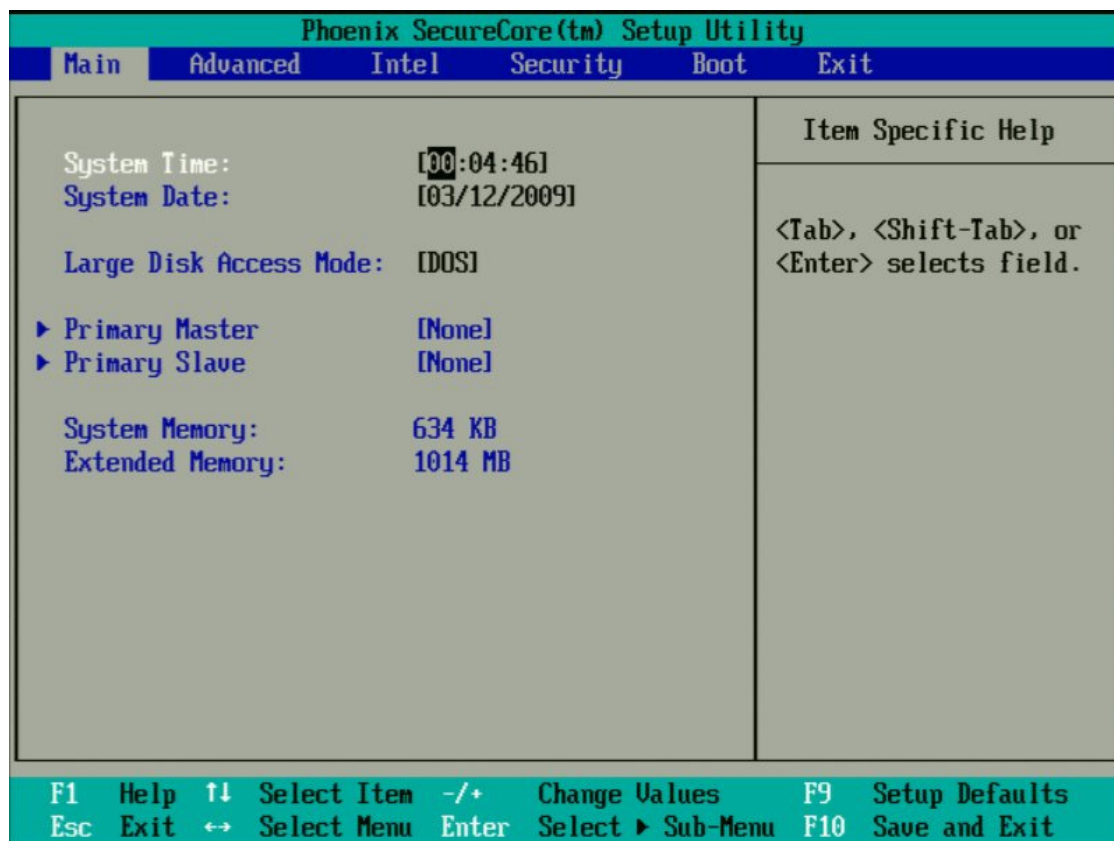 Phoenix SecureCore(tm) Setup Utility
Main Advanced Intel Security Boot Exit
Item Specific Help
System Time: [00:04:46]
System Date: [03/12/2009]
<Tab>, <Shift-Tab>, or
<Enter> selects field.
Large Disk Access Mode: [DOS]
Primary Master [None]
Primary Slave [None]
System Memory: 634 KB
Extended Memory: 1014 MB
F1 Help ↑↓ Select Item -/+ Change Values F9 Setup Defaults
Esc Exit ↔ Select Menu Enter Select ▶ Sub-Menu F10 Save and Exit